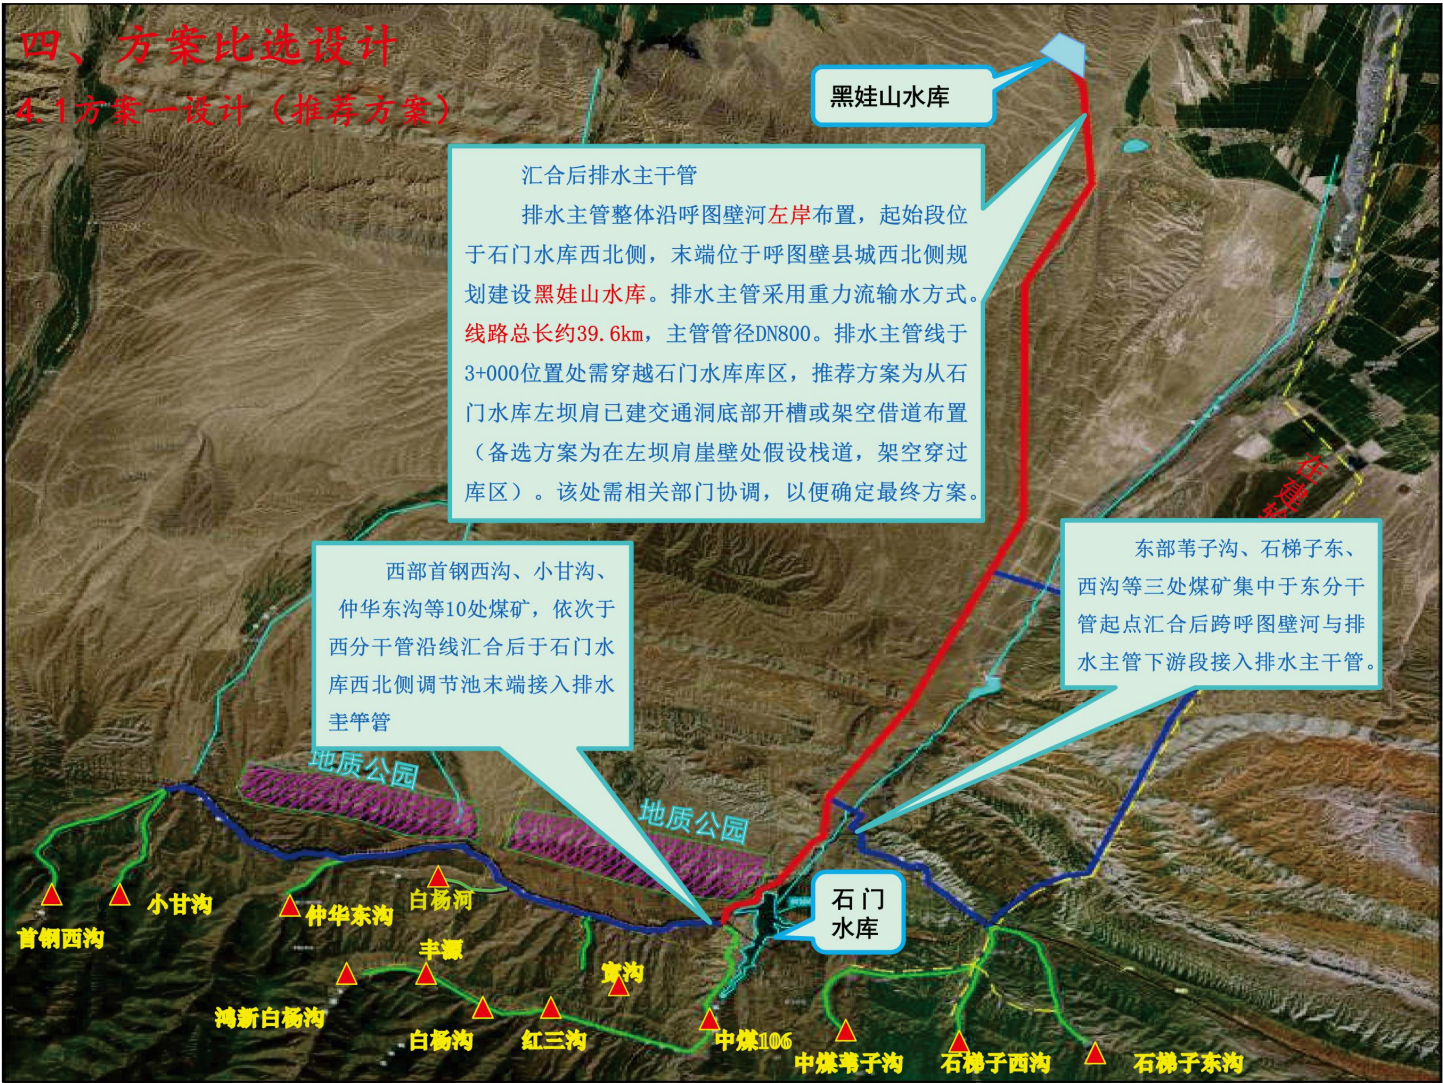 四、方案比选设计
4.1方案一设计（推荐方案）
黑娃山水库
汇合后排水主干管
排水主管整体沿呼图壁河左岸布置，起始段位
于石门水库西北侧，末端位于呼图壁县城西北侧规
划建设黑娃山水库。排水主管采用重力流输水方式。
线路总长约39.6km，主管管径DN800。排水主管线于
3+000位置处需穿越石门水库库区，推荐方案为从石
门水库左坝肩已建交通洞底部开槽或架空借道布置
（备选方案为在左坝肩崖壁处假设栈道，架空穿过
库区）。该处需相关部门协调，以便确定最终方案。
在建
西部首钢西沟、小甘沟、
仲华东沟等10处煤矿，依次于
西分干管沿线汇合后于石门水
库西北侧调节池末端接入排水
主干管
东部苇子沟、石梯子东、
西沟等三处煤矿集中于东分干
管起点汇合后跨呼图壁河与排
水主管下游段接入排水主干管。
地质公园
地质公园
石门
水库
首钢西沟
小甘沟
仲华东沟
白杨河
丰源
宽沟
鸿新白杨沟
白杨沟
红三沟
中煤106
中煤苇子沟
石梯子西沟
石梯子东沟